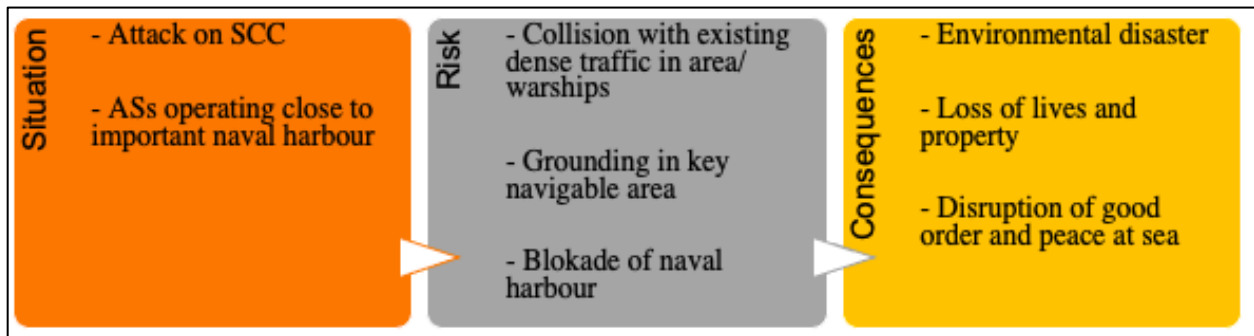 Situation
- Attack on SCC
- ASs operating close to
important naval harbour
Risk
- Collision with existing
dense traffic in area/
warships
- Grounding in key
navigable area
- Blokade of naval
harbour
Consequences
- Environmental disaster
- Loss of lives and
property
- Disruption of good
order and peace at sea